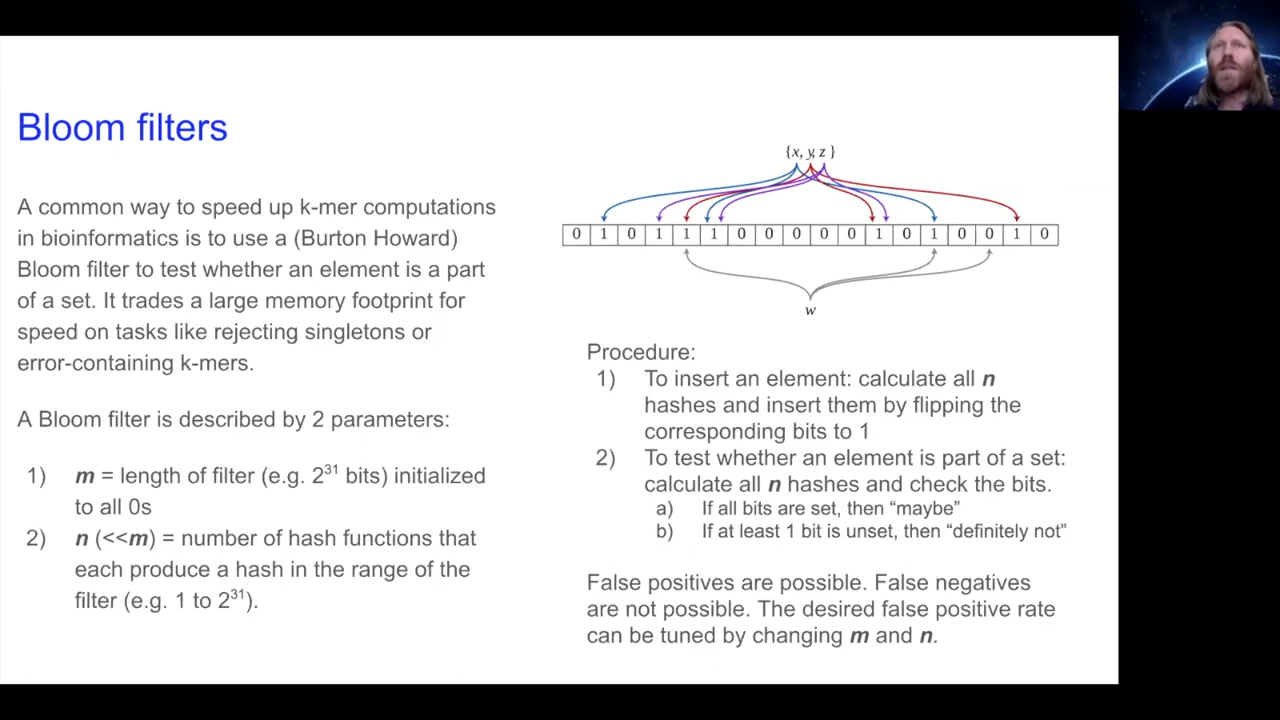 Bloom filters
A common way to speed up k-mer computations
in bioinformatics is to use a (Burton Howard)
Bloom filter to test whether an element is a part
of a set. It trades a large memory footprint for
speed on tasks like rejecting singletons or
error-containing k-mers.
A Bloom filter is described by 2 parameters:
1) m = length of filter (e.g. 2³¹ bits) initialized
to all 0s
2) n (<<m) = number of hash functions that
each produce a hash in the range of the
filter (e.g. 1 to 2³¹).
{x, y, z }
0 1 0 1 1 1 0 0 0 0 0 1 0 1 0 0 1 0
w
Procedure:
1) To insert an element: calculate all n
hashes and insert them by flipping the
corresponding bits to 1
2) To test whether an element is part of a set:
calculate all n hashes and check the bits.
a) If all bits are set, then “maybe”
b) If at least 1 bit is unset, then “definitely not”
False positives are possible. False negatives
are not possible. The desired false positive rate
can be tuned by changing m and n.